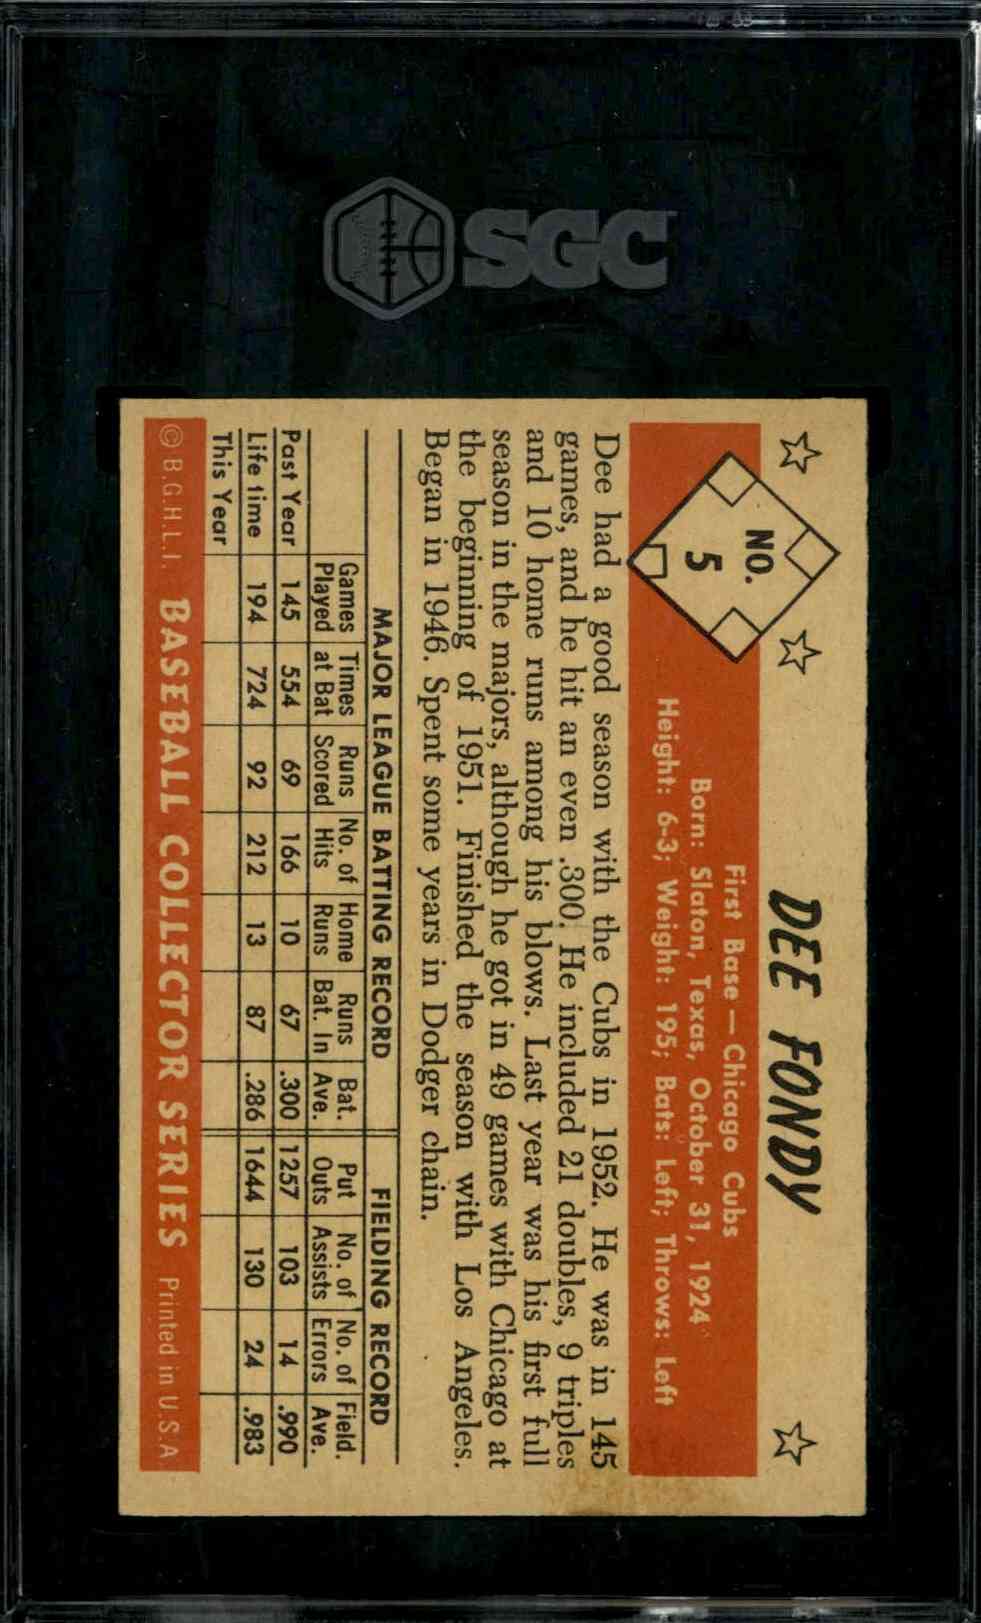 SGC
DEE FONDY
NO.
5
First Base — Chicago Cubs
Born: Slaton, Texas, October 31, 1924
Height: 6-3; Weight: 195; Bats: Left; Throws: Left
Dee had a good season with the Cubs in 1952. He was in 145
games, and he hit an even .300. He included 21 doubles, 9 triples
and 10 home runs among his blows. Last year was his first full
season in the majors, although he got in 49 games with Chicago at
the beginning of 1951. Finished the season with Los Angeles.
Began in 1946. Spent some years in Dodger chain.
MAJOR LEAGUE BATTING RECORD FIELDING RECORD
Games Times Runs No. of Home Runs Bat. Put No. of No. of Field.
Played at Bat Scored Hits Runs Bat. In Ave. Outs Assists Errors Ave.
Past Year 145 554 69 166 10 67 .300 1257 103 14 .990
Life time 194 724 92 212 13 87 .286 1644 130 24 .983
This Year
© B.G.H.L.I. BASEBALL COLLECTOR SERIES Printed in U.S.A